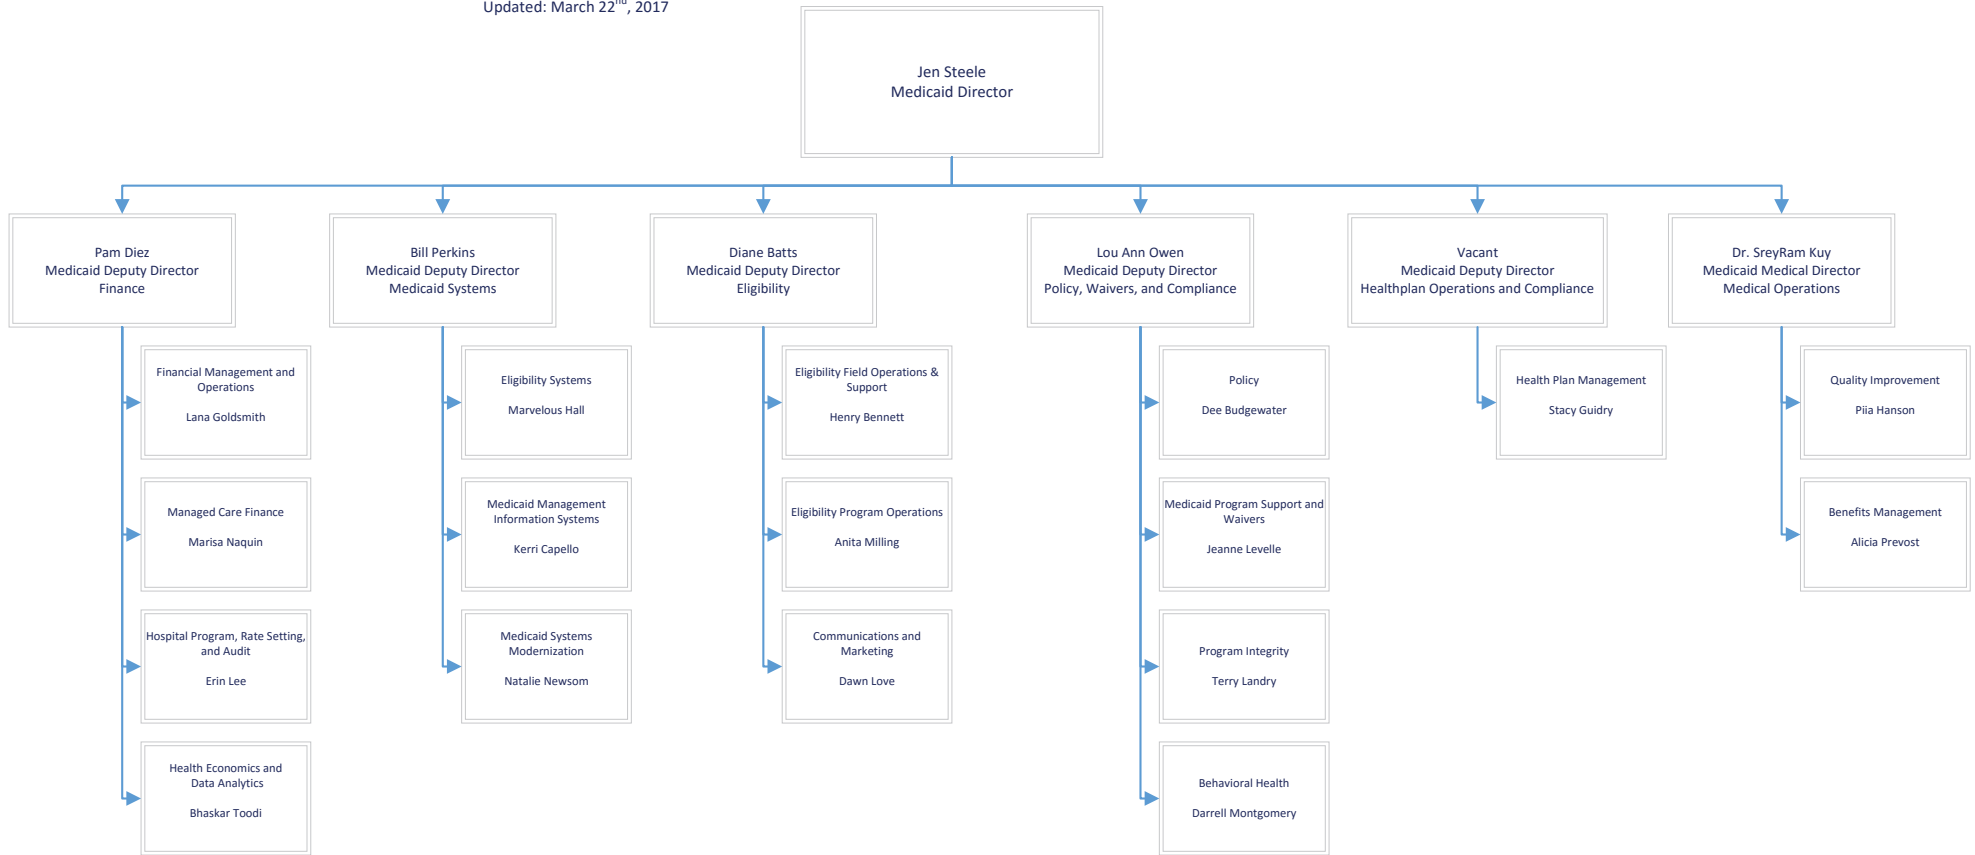 Updated: March 22nd, 2017
Jen Steele
Medicaid Director
Pam Diez
Medicaid Deputy Director
Finance
Bill Perkins
Medicaid Deputy Director
Medicaid Systems
Diane Batts
Medicaid Deputy Director
Eligibility
Lou Ann Owen
Medicaid Deputy Director
Policy, Waivers, and Compliance
Vacant
Medicaid Deputy Director
Healthplan Operations and Compliance
Dr. SreyRam Kuy
Medicaid Medical Director
Medical Operations
Financial Management and
Operations
Lana Goldsmith
Managed Care Finance
Marisa Naquin
Hospital Program, Rate Setting,
and Audit
Erin Lee
Health Economics and
Data Analytics
Bhaskar Toodi
Eligibility Systems
Marvelous Hall
Medicaid Management
Information Systems
Kerri Capello
Medicaid Systems
Modernization
Natalie Newsom
Eligibility Field Operations &
Support
Henry Bennett
Eligibility Program Operations
Anita Milling
Communications and
Marketing
Dawn Love
Policy
Dee Budgewater
Medicaid Program Support and
Waivers
Jeanne Levelle
Program Integrity
Terry Landry
Behavioral Health
Darrell Montgomery
Health Plan Management
Stacy Guidry
Quality Improvement
Piia Hanson
Benefits Management
Alicia Prevost